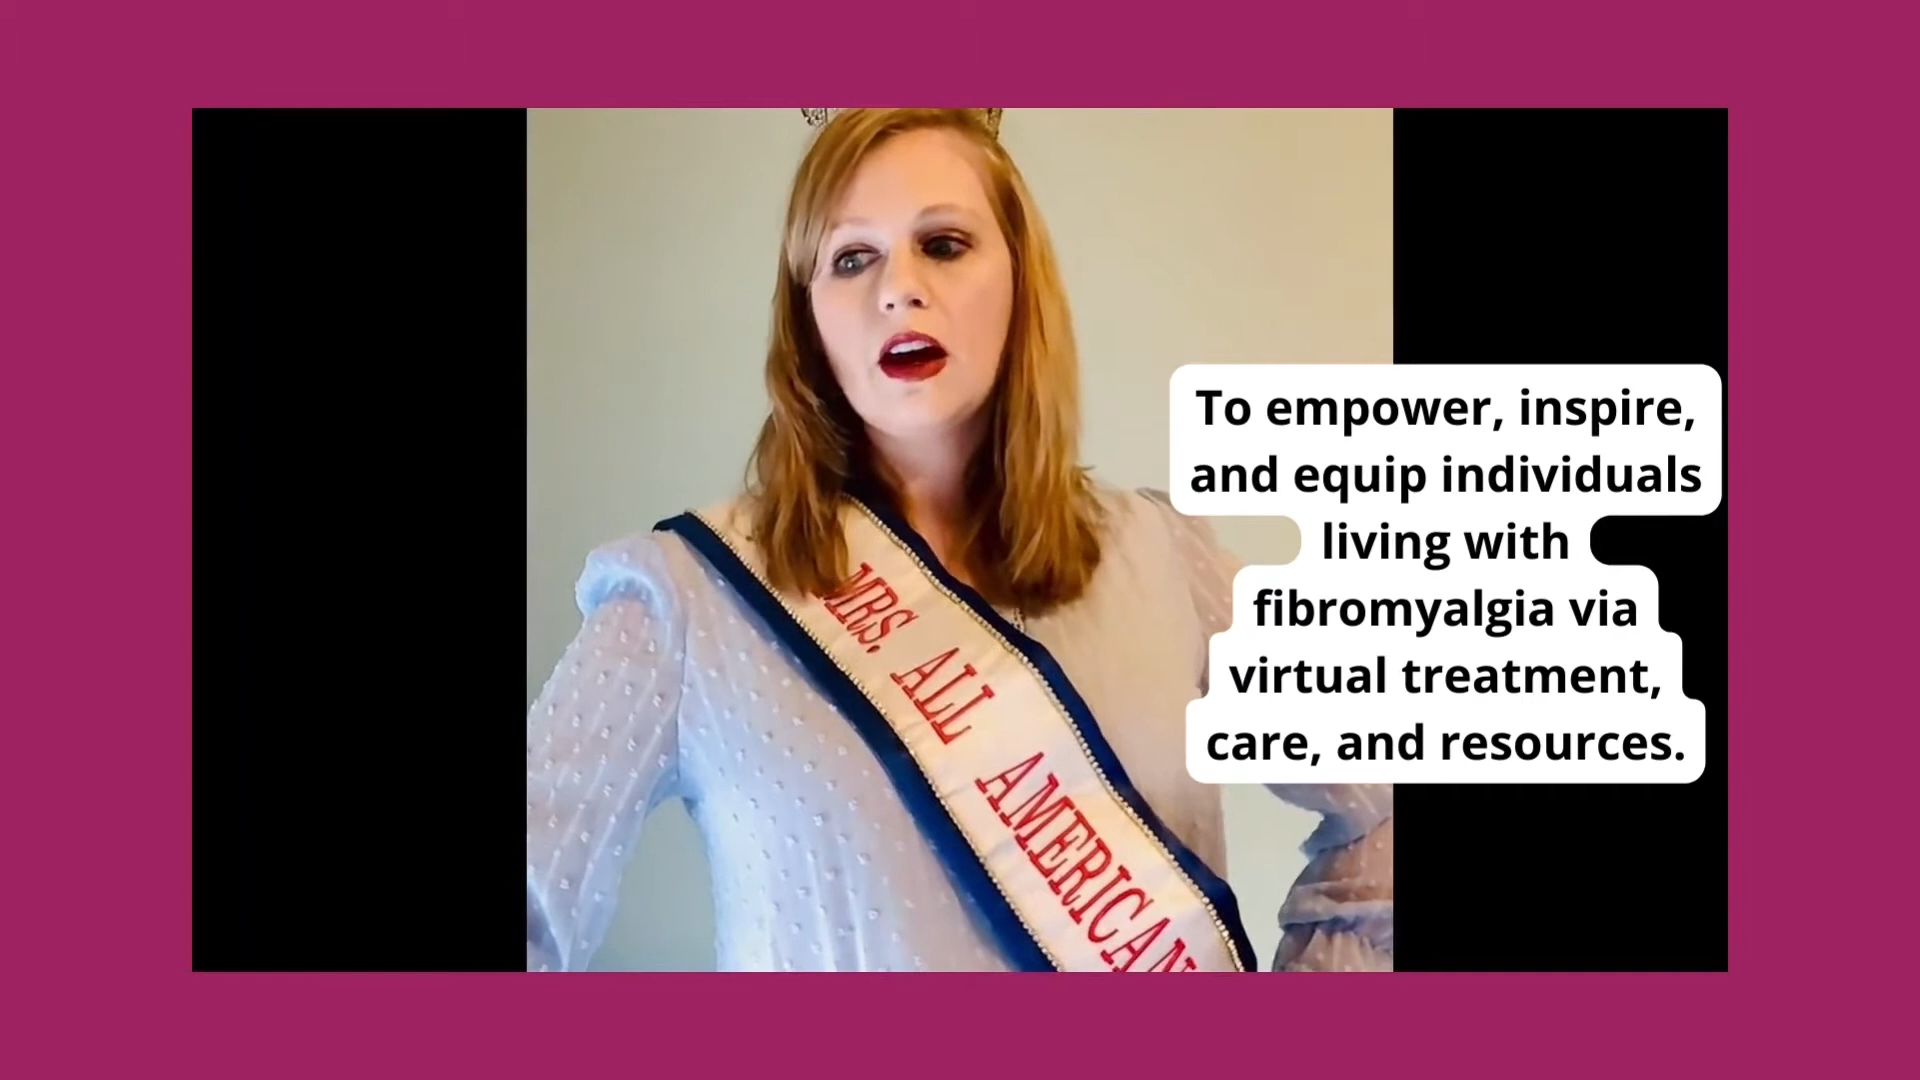 To empower, inspire,
and equip individuals
living with
fibromyalgia via
virtual treatment,
care, and resources.
MRS. ALL AMERICAN